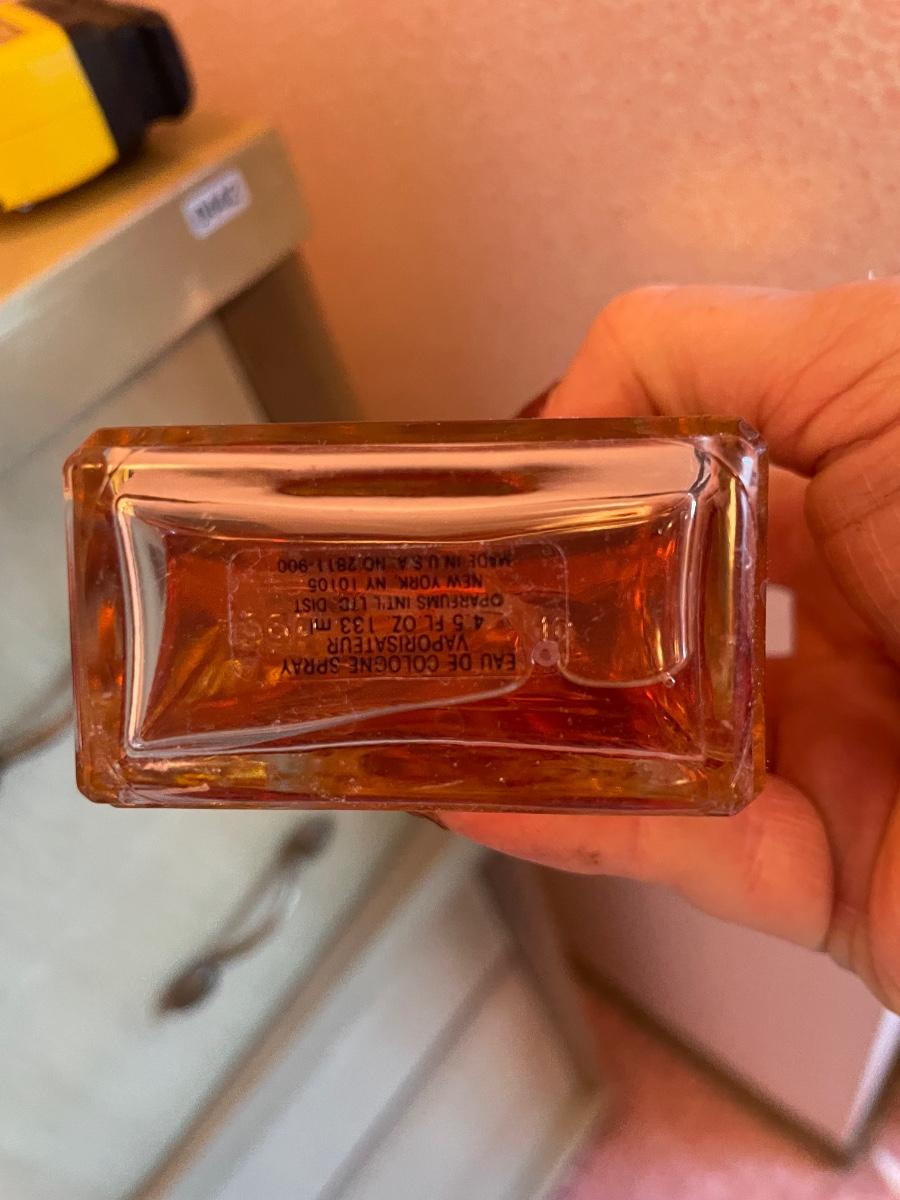 EAU DE COLOGNE SPRAY
VAPORISATEUR
4.5 FL. OZ. 133 ml
©PARFUMS INT'L LTD. DIST
NEW YORK, NY 10105
MADE IN U.S.A. NO.2811-900